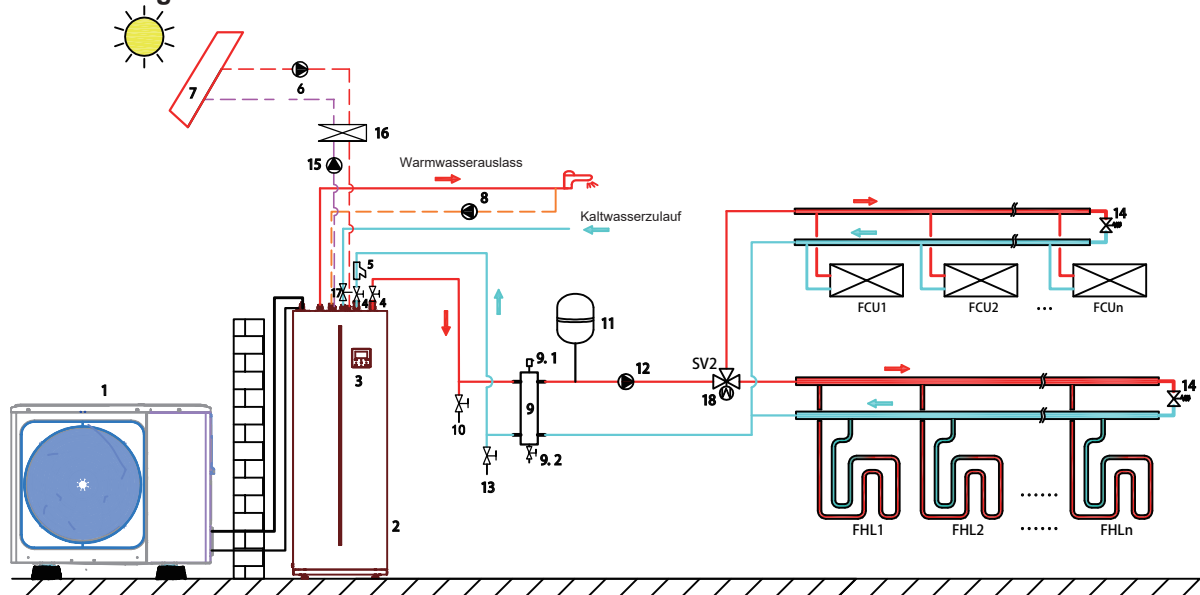 7
6
16
15
Warmwasserauslass
8
Kaltwasserzulauf
5
17
4
4
14
FCU1
FCU2
...
FCUn
11
9. 1
12
SV2
3
1
9
18
14
10
9. 2
13
2
FHL1
FHL2
......
......
FHLn